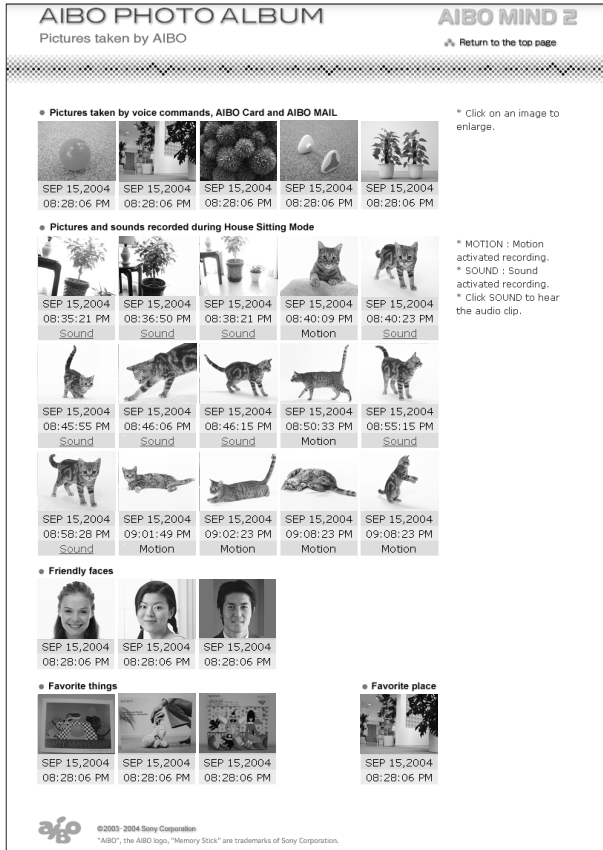 AIBO PHOTO ALBUM
Pictures taken by AIBO
AIBO MIND 2
Return to the top page
Pictures taken by voice commands, AIBO Card and AIBO MAIL
* Click on an image to
enlarge.
SEP 15,2004 SEP 15,2004 SEP 15,2004 SEP 15,2004 SEP 15,2004
08:28:06 PM 08:28:06 PM 08:28:06 PM 08:28:06 PM 08:28:06 PM
Pictures and sounds recorded during House Sitting Mode
* MOTION : Motion
activated recording.
* SOUND : Sound
activated recording.
* Click SOUND to hear
the audio clip.
SEP 15,2004 SEP 15,2004 SEP 15,2004 SEP 15,2004 SEP 15,2004
08:35:21 PM 08:36:50 PM 08:38:21 PM 08:40:09 PM 08:40:23 PM
Sound Sound Sound Motion Sound
SEP 15,2004 SEP 15,2004 SEP 15,2004 SEP 15,2004 SEP 15,2004
08:45:55 PM 08:46:06 PM 08:46:15 PM 08:50:33 PM 08:55:15 PM
Sound Sound Sound Motion Sound
SEP 15,2004 SEP 15,2004 SEP 15,2004 SEP 15,2004 SEP 15,2004
08:58:28 PM 09:01:49 PM 09:02:23 PM 09:08:23 PM 09:08:23 PM
Sound Motion Motion Motion Motion
Friendly faces
SEP 15,2004 SEP 15,2004 SEP 15,2004
08:28:06 PM 08:28:06 PM 08:28:06 PM
Favorite things Favorite place
SEP 15,2004 SEP 15,2004 SEP 15,2004 SEP 15,2004
08:28:06 PM 08:28:06 PM 08:28:06 PM 08:28:06 PM
aiBo
©2003-2004 Sony Corporation
"AIBO", the AIBO logo, "Memory Stick" are trademarks of Sony Corporation.